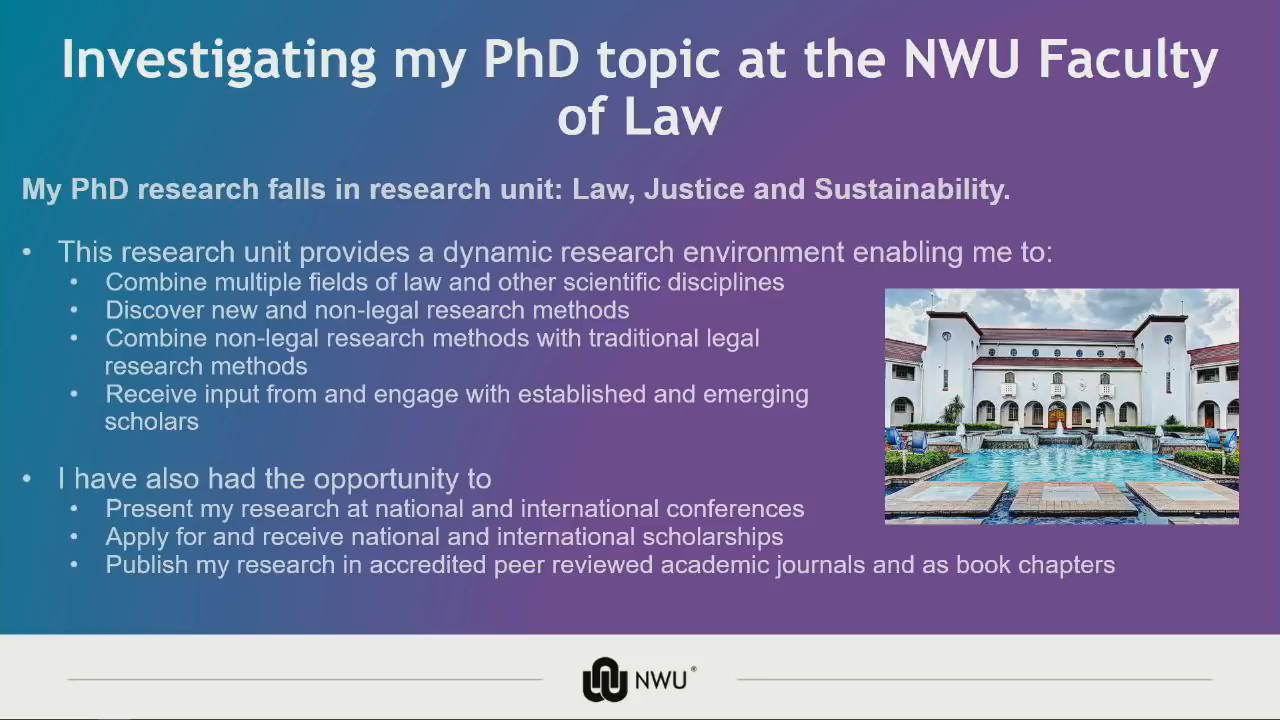 Investigating my PhD topic at the NWU Faculty
of Law
My PhD research falls in research unit: Law, Justice and Sustainability.
• This research unit provides a dynamic research environment enabling me to:
• Combine multiple fields of law and other scientific disciplines
• Discover new and non-legal research methods
• Combine non-legal research methods with traditional legal
research methods
• Receive input from and engage with established and emerging
scholars
• I have also had the opportunity to
• Present my research at national and international conferences
• Apply for and receive national and international scholarships
• Publish my research in accredited peer reviewed academic journals and as book chapters
NWU®